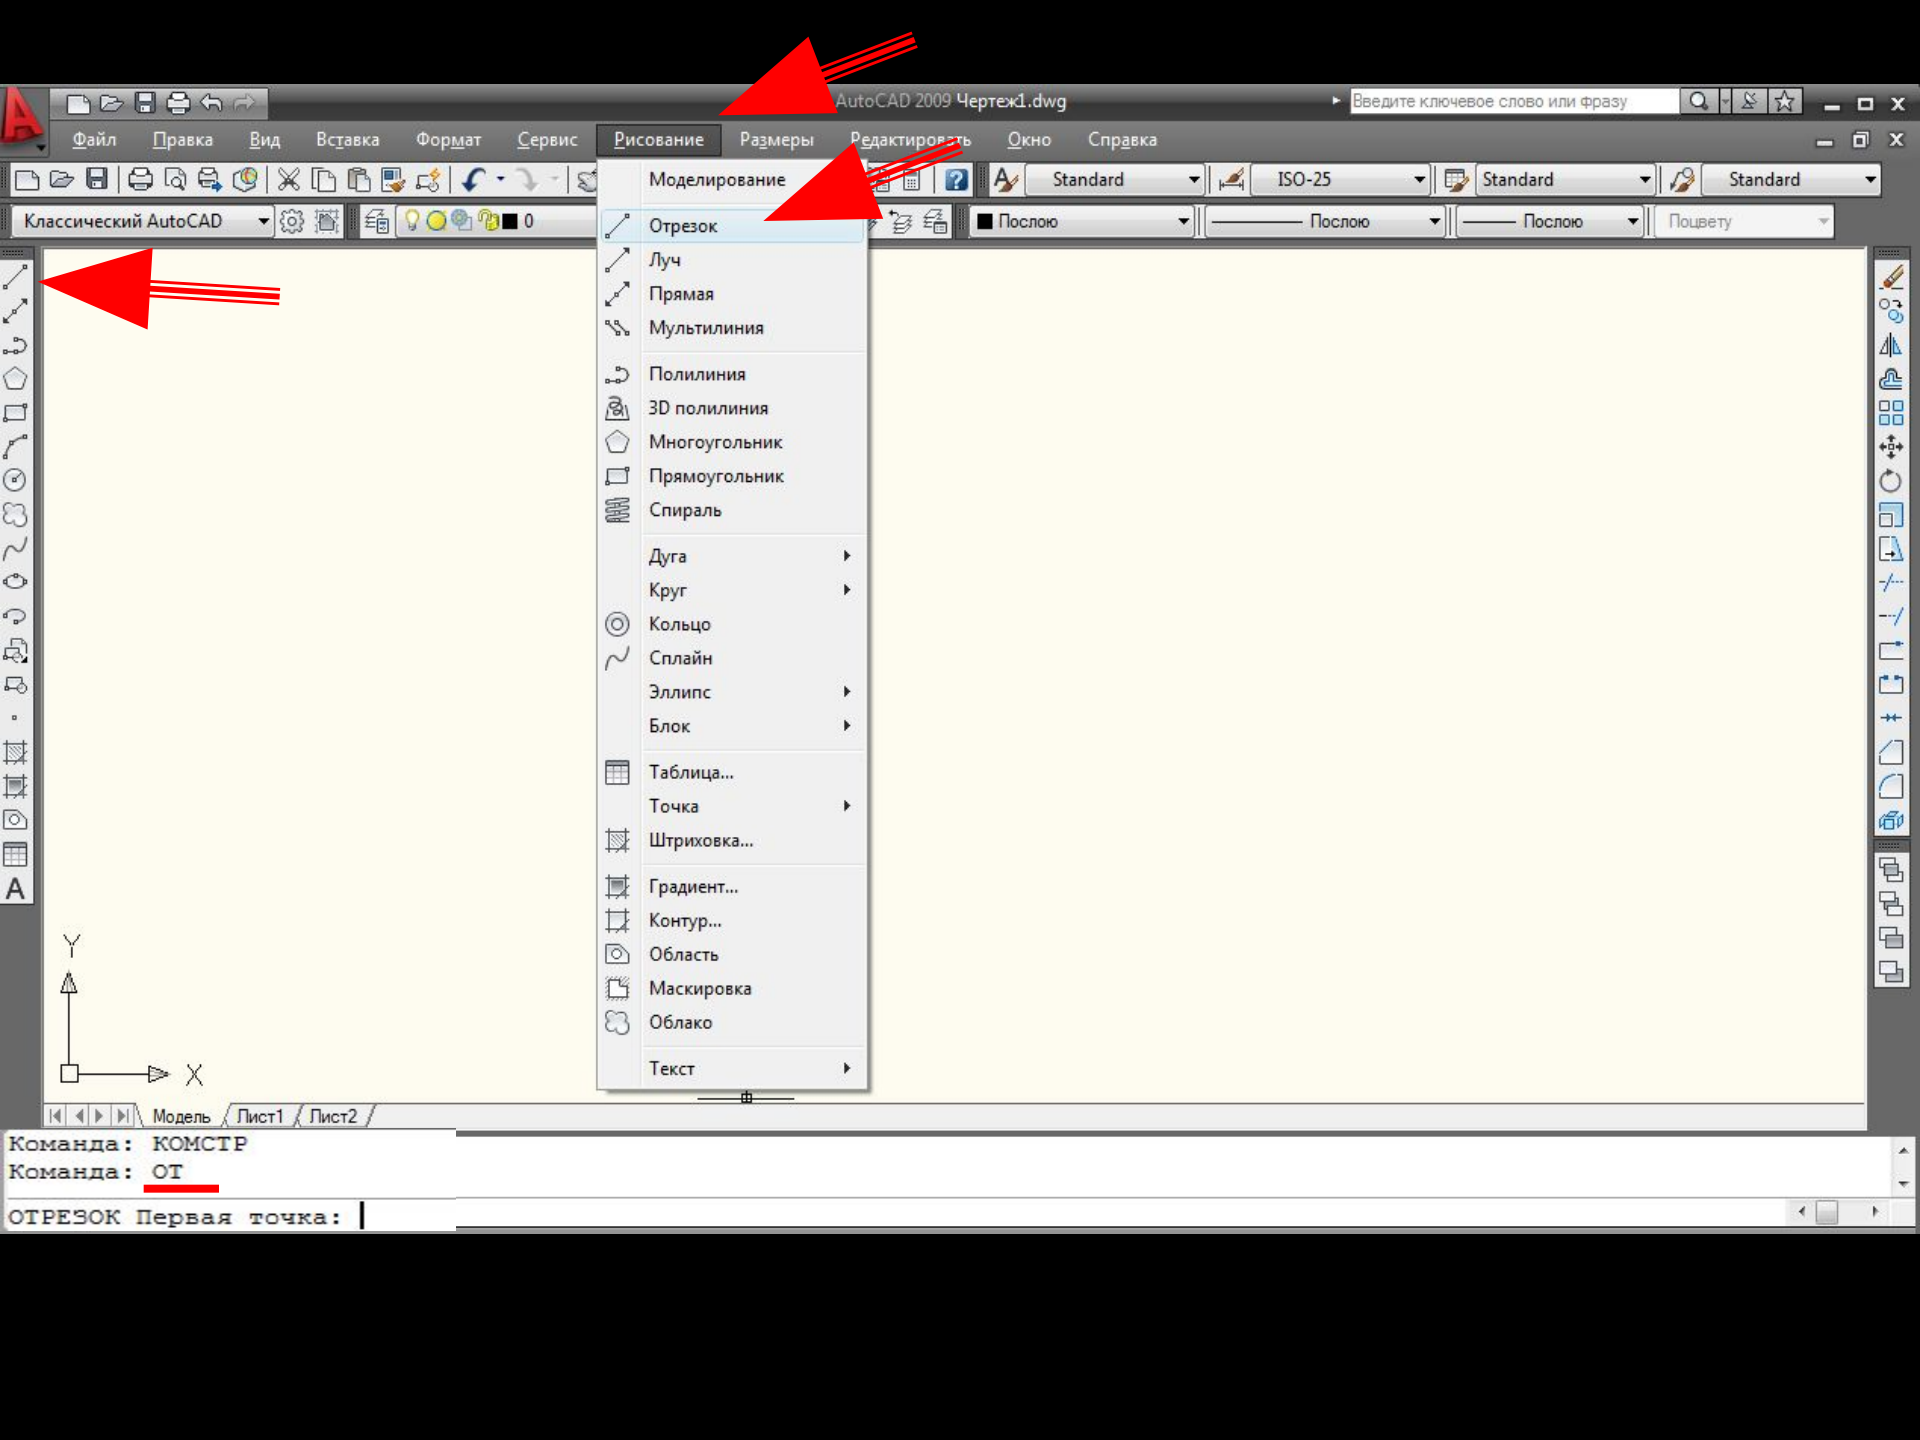 AutoCAD 2009 Чертеж1.dwg
Введите ключевое слово или фразу
Файл Правка Вид Вставка Формат Сервис Рисование Размеры Редактировать Окно Справка
Standard ISO-25 Standard Standard
Классический AutoCAD 0 Послою Послою Послою Поцвету
Моделирование
Отрезок
Луч
Прямая
Мультилиния
Полилиния
3D полилиния
Многоугольник
Прямоугольник
Спираль
Дуга
Круг
Кольцо
Сплайн
Эллипс
Блок
Таблица...
Точка
Штриховка...
Градиент...
Контур...
Область
Маскировка
Облако
Текст
A
Y
X
Модель Лист1 Лист2
Команда: КОМСТР
Команда: ОТ
ОТРЕЗОК Первая точка: